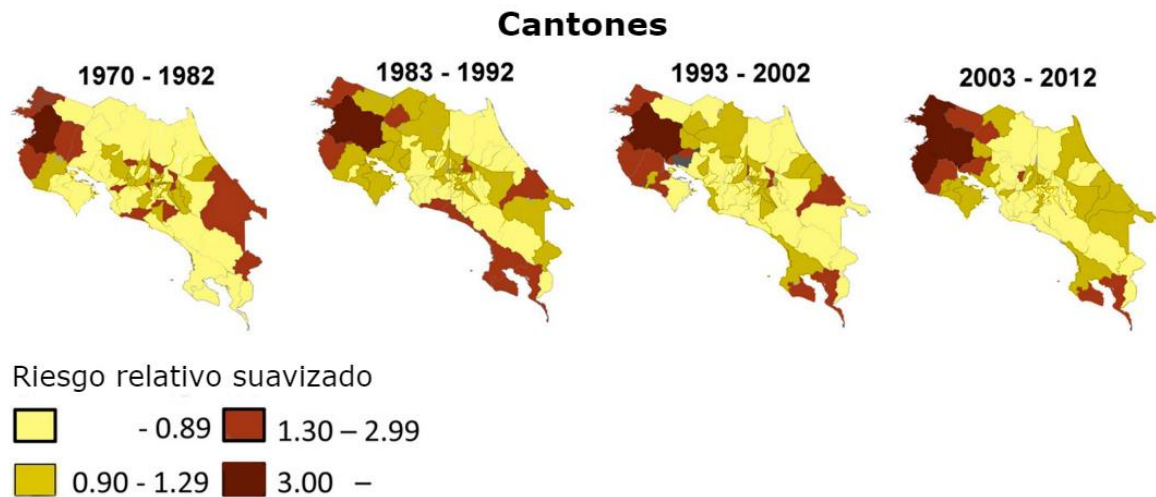 Cantones
1970 - 1982
1983 - 1992
1993 - 2002
2003 - 2012
Riesgo relativo suavizado
- 0.89
1.30 – 2.99
0.90 - 1.29
3.00 –